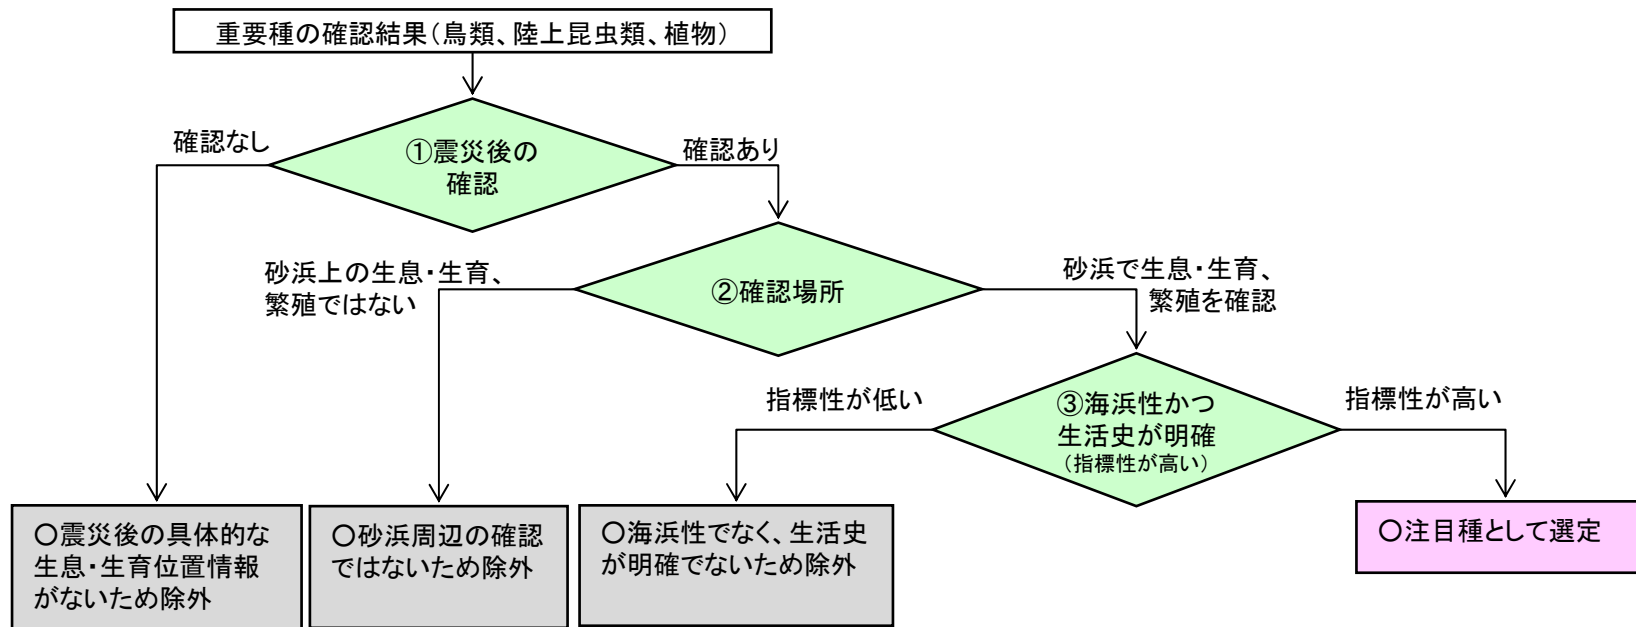 重要種の確認結果（鳥類、陸上昆虫類、植物）
確認なし
①震災後の
確認
確認あり
砂浜上の生息・生育、
繁殖ではない
②確認場所
砂浜で生息・生育、
繁殖を確認
指標性が低い
③海浜性かつ
生活史が明確
（指標性が高い）
指標性が高い
〇震災後の具体的な
生息・生育位置情報
がないため除外
〇砂浜周辺の確認
ではないため除外
〇海浜性でなく、生活史
が明確でないため除外
〇注目種として選定